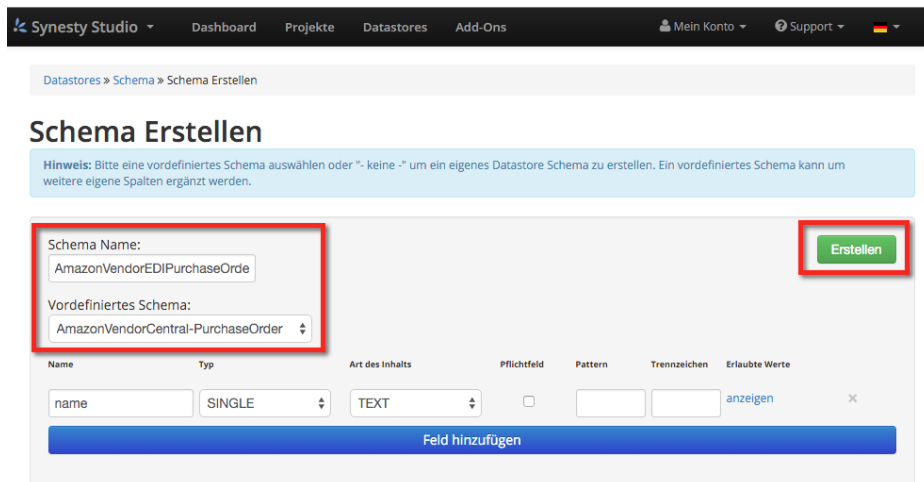 Synesty Studio Dashboard Projekte Datastores Add-Ons Mein Konto Support
Datastores » Schema » Schema Erstellen
Schema Erstellen
Hinweis: Bitte eine vordefiniertes Schema auswählen oder "- keine -" um ein eigenes Datastore Schema zu erstellen. Ein vordefiniertes Schema kann um
weitere eigene Spalten ergänzt werden.
Schema Name:
Erstellen
AmazonVendorEDIPurchaseOrde
Vordefiniertes Schema:
AmazonVendorCentral-PurchaseOrder
Name Typ Art des Inhalts Pflichtfeld Pattern Trennzeichen Erlaubte Werte
name SINGLE TEXT anzeigen ×
Feld hinzufügen